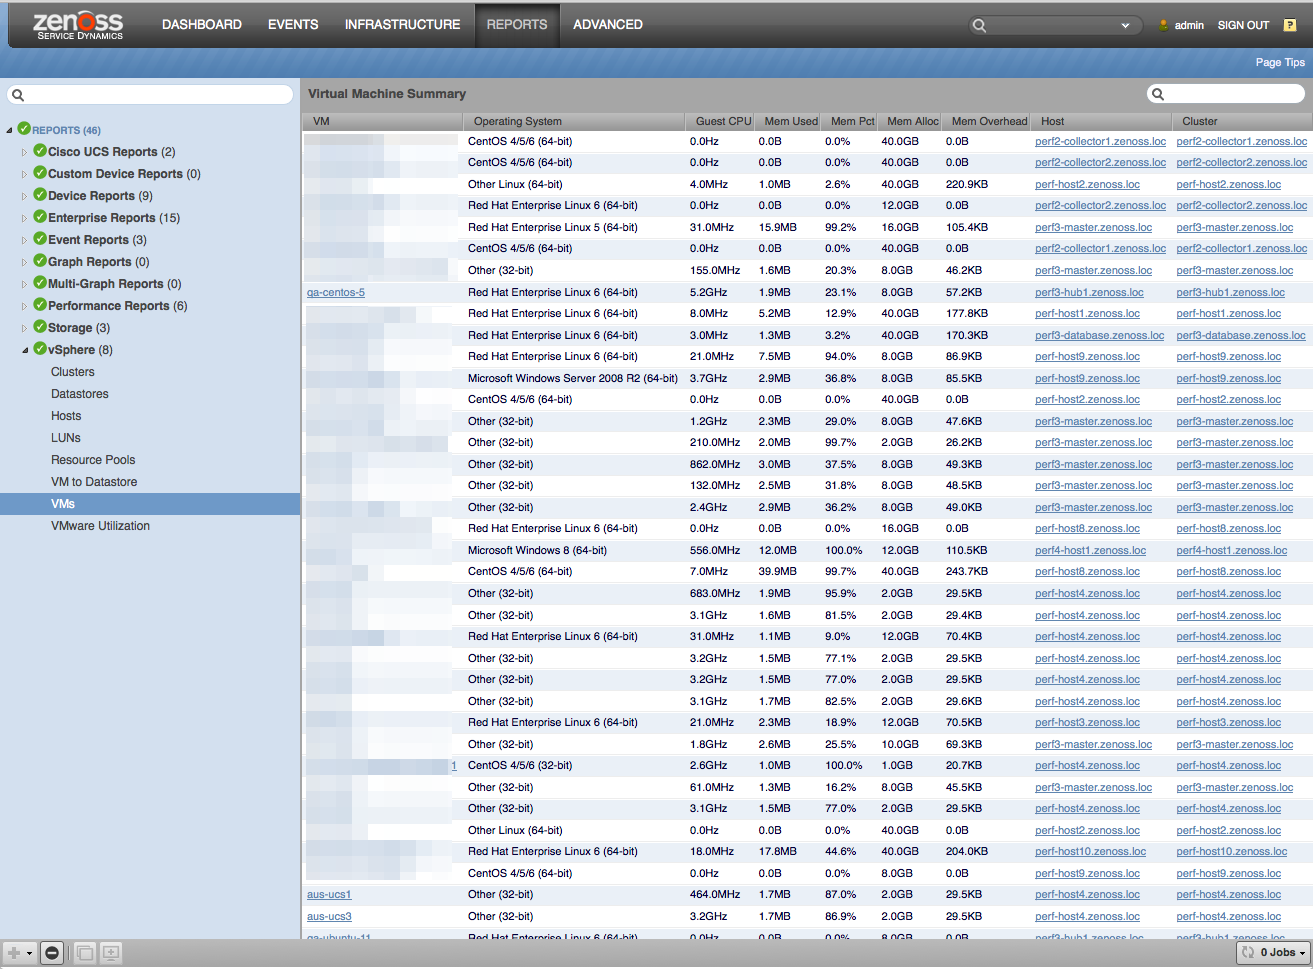 zenoss
SERVICE DYNAMICS
DASHBOARD EVENTS INFRASTRUCTURE REPORTS ADVANCED admin SIGN OUT ?
Page Tips
REPORTS (46)
Cisco UCS Reports (2)
Custom Device Reports (0)
Device Reports (9)
Enterprise Reports (15)
Event Reports (3)
Graph Reports (0)
Multi-Graph Reports (0)
Performance Reports (6)
Storage (3)
vSphere (8)
Clusters
Datastores
Hosts
LUNs
Resource Pools
VM to Datastore
VMs
VMware Utilization
Virtual Machine Summary
VM Operating System Guest CPU Mem Used Mem Pct Mem Alloc Mem Overhead Host Cluster
CentOS 4/5/6 (64-bit) 0.0Hz 0.0B 0.0% 40.0GB 0.0B perf2-collector1.zenoss.loc perf2-collector1.zenoss.loc
CentOS 4/5/6 (64-bit) 0.0Hz 0.0B 0.0% 40.0GB 0.0B perf2-collector2.zenoss.loc perf2-collector2.zenoss.loc
Other Linux (64-bit) 4.0MHz 1.0MB 2.6% 40.0GB 220.9KB perf-host2.zenoss.loc perf-host2.zenoss.loc
Red Hat Enterprise Linux 6 (64-bit) 0.0Hz 0.0B 0.0% 12.0GB 0.0B perf2-collector2.zenoss.loc perf2-collector2.zenoss.loc
Red Hat Enterprise Linux 5 (64-bit) 31.0MHz 15.9MB 99.2% 16.0GB 105.4KB perf3-master.zenoss.loc perf3-master.zenoss.loc
CentOS 4/5/6 (64-bit) 0.0Hz 0.0B 0.0% 40.0GB 0.0B perf2-collector1.zenoss.loc perf2-collector1.zenoss.loc
Other (32-bit) 155.0MHz 1.6MB 20.3% 8.0GB 46.2KB perf3-master.zenoss.loc perf3-master.zenoss.loc
qa-centos-5 Red Hat Enterprise Linux 6 (64-bit) 5.2GHz 1.9MB 23.1% 8.0GB 57.2KB perf3-hub1.zenoss.loc perf3-hub1.zenoss.loc
Red Hat Enterprise Linux 6 (64-bit) 8.0MHz 5.2MB 12.9% 40.0GB 177.8KB perf-host1.zenoss.loc perf-host1.zenoss.loc
Red Hat Enterprise Linux 6 (64-bit) 3.0MHz 1.3MB 3.2% 40.0GB 170.3KB perf3-database.zenoss.loc perf3-database.zenoss.loc
Red Hat Enterprise Linux 6 (64-bit) 21.0MHz 7.5MB 94.0% 8.0GB 86.9KB perf-host9.zenoss.loc perf-host9.zenoss.loc
Microsoft Windows Server 2008 R2 (64-bit) 3.7GHz 2.9MB 36.8% 8.0GB 85.5KB perf-host9.zenoss.loc perf-host9.zenoss.loc
CentOS 4/5/6 (64-bit) 0.0Hz 0.0B 0.0% 40.0GB 0.0B perf-host2.zenoss.loc perf-host2.zenoss.loc
Other (32-bit) 1.2GHz 2.3MB 29.0% 8.0GB 47.6KB perf3-master.zenoss.loc perf3-master.zenoss.loc
Other (32-bit) 210.0MHz 2.0MB 99.7% 2.0GB 26.2KB perf3-master.zenoss.loc perf3-master.zenoss.loc
Other (32-bit) 862.0MHz 3.0MB 37.5% 8.0GB 49.3KB perf3-master.zenoss.loc perf3-master.zenoss.loc
Other (32-bit) 132.0MHz 2.5MB 31.8% 8.0GB 48.5KB perf3-master.zenoss.loc perf3-master.zenoss.loc
Other (32-bit) 2.4GHz 2.9MB 36.2% 8.0GB 49.0KB perf3-master.zenoss.loc perf3-master.zenoss.loc
Red Hat Enterprise Linux 6 (64-bit) 0.0Hz 0.0B 0.0% 16.0GB 0.0B perf-host8.zenoss.loc perf-host8.zenoss.loc
Microsoft Windows 8 (64-bit) 556.0MHz 12.0MB 100.0% 12.0GB 110.5KB perf4-host1.zenoss.loc perf4-host1.zenoss.loc
CentOS 4/5/6 (64-bit) 7.0MHz 39.9MB 99.7% 40.0GB 243.7KB perf-host8.zenoss.loc perf-host8.zenoss.loc
Other (32-bit) 683.0MHz 1.9MB 95.9% 2.0GB 29.5KB perf-host4.zenoss.loc perf-host4.zenoss.loc
Other (32-bit) 3.1GHz 1.6MB 81.5% 2.0GB 29.4KB perf-host4.zenoss.loc perf-host4.zenoss.loc
Red Hat Enterprise Linux 6 (64-bit) 31.0MHz 1.1MB 9.0% 12.0GB 70.4KB perf-host4.zenoss.loc perf-host4.zenoss.loc
Other (32-bit) 3.2GHz 1.5MB 77.1% 2.0GB 29.5KB perf-host4.zenoss.loc perf-host4.zenoss.loc
Other (32-bit) 3.2GHz 1.5MB 77.0% 2.0GB 29.5KB perf-host4.zenoss.loc perf-host4.zenoss.loc
Other (32-bit) 3.1GHz 1.7MB 82.5% 2.0GB 29.6KB perf-host4.zenoss.loc perf-host4.zenoss.loc
Red Hat Enterprise Linux 6 (64-bit) 21.0MHz 2.3MB 18.9% 12.0GB 70.5KB perf-host3.zenoss.loc perf-host3.zenoss.loc
Other (32-bit) 1.8GHz 2.6MB 25.5% 10.0GB 69.3KB perf3-master.zenoss.loc perf3-master.zenoss.loc
1 CentOS 4/5/6 (32-bit) 2.6GHz 1.0MB 100.0% 1.0GB 20.7KB perf-host4.zenoss.loc perf-host4.zenoss.loc
Other (32-bit) 61.0MHz 1.3MB 16.2% 8.0GB 45.5KB perf3-master.zenoss.loc perf3-master.zenoss.loc
Other (32-bit) 3.1GHz 1.5MB 77.0% 2.0GB 29.5KB perf-host4.zenoss.loc perf-host4.zenoss.loc
Other Linux (64-bit) 0.0Hz 0.0B 0.0% 40.0GB 0.0B perf-host2.zenoss.loc perf-host2.zenoss.loc
Red Hat Enterprise Linux 6 (64-bit) 18.0MHz 17.8MB 44.6% 40.0GB 204.0KB perf-host10.zenoss.loc perf-host10.zenoss.loc
CentOS 4/5/6 (64-bit) 0.0Hz 0.0B 0.0% 8.0GB 0.0B perf-host9.zenoss.loc perf-host9.zenoss.loc
aus-ucs1 Other (32-bit) 464.0MHz 1.7MB 87.0% 2.0GB 29.5KB perf-host4.zenoss.loc perf-host4.zenoss.loc
aus-ucs3 Other (32-bit) 3.2GHz 1.7MB 86.9% 2.0GB 29.5KB perf-host4.zenoss.loc perf-host4.zenoss.loc
qa-ubuntu-11 Red Hat Enterprise Linux 6 (64-bit) 0.0Hz 0.0B 0.0% 8.0GB 0.0B perf3-hub1.zenoss.loc perf3-hub1.zenoss.loc
0 Jobs